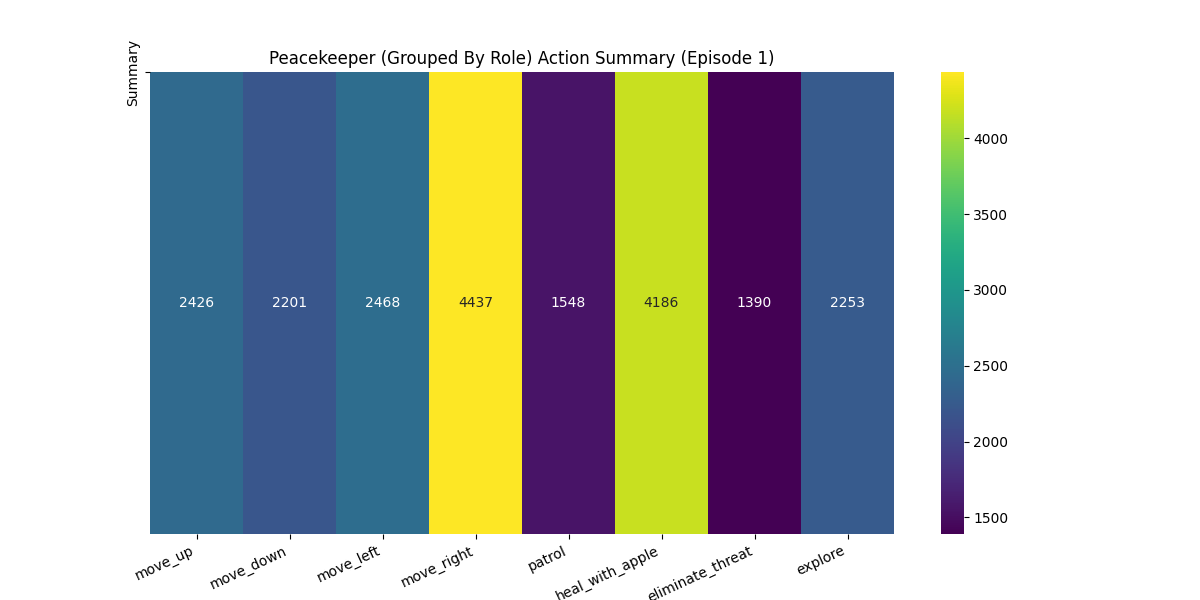 Peacekeeper (Grouped By Role) Action Summary (Episode 1)
Summary
2426 2201 2468 4437 1548 4186 1390 2253
move_up move_down move_left move_right patrol heal_with_apple eliminate_threat explore
4000
3500
3000
2500
2000
1500